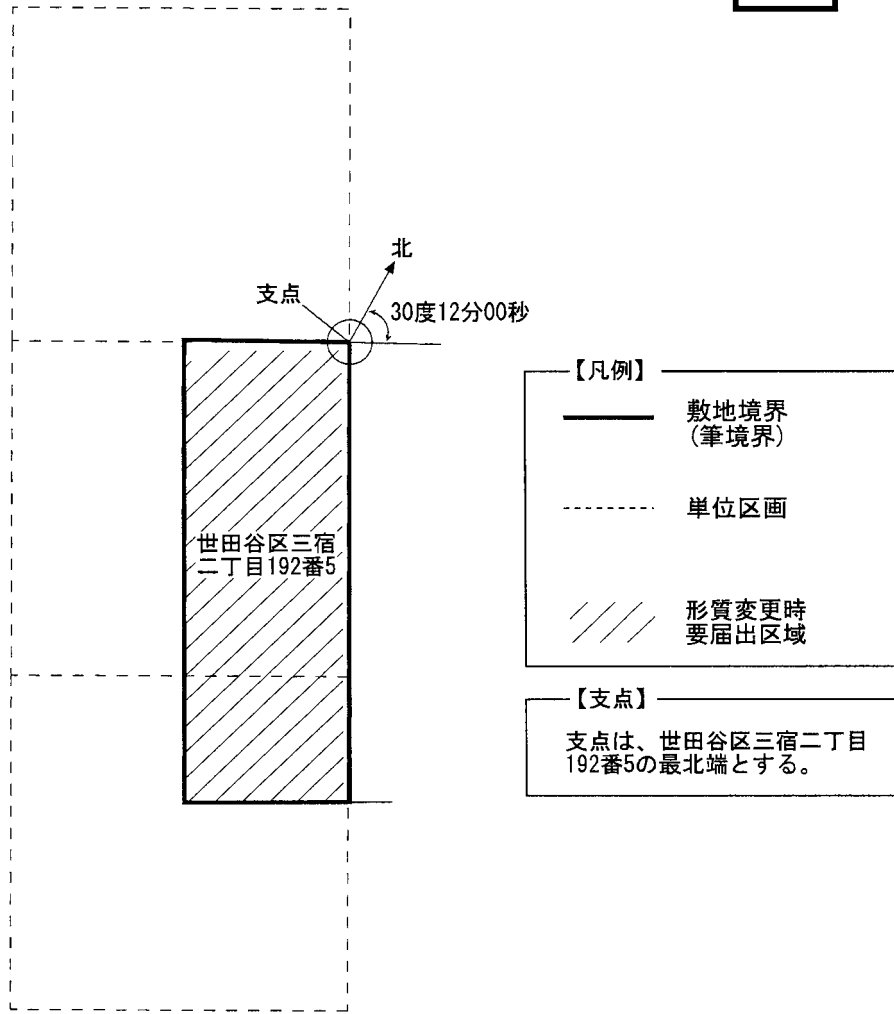 北
支点
30度12分00秒
世田谷区三宿
二丁目192番5
【凡例】
敷地境界
(筆境界)
単位区画
形質変更時
要届出区域
【支点】
支点は、世田谷区三宿二丁目
192番5の最北端とする。